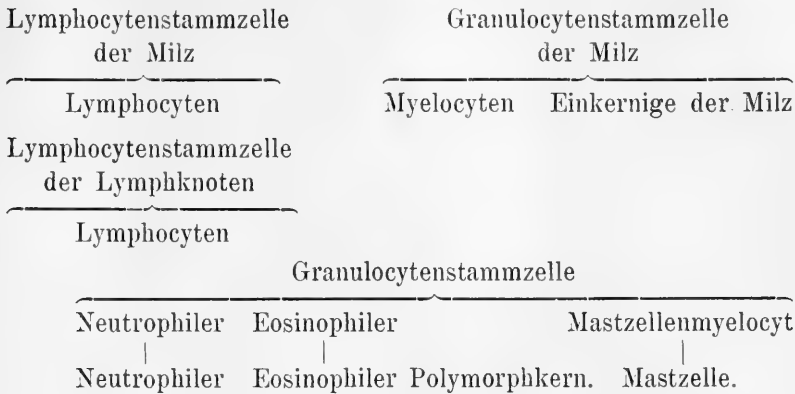 Lymphocytenstammzelle Granulocytenstammzelle
der Milz der Milz
Lymphocyten Myelocyten Einkernige der Milz
Lymphocytenstammzelle
der Lymphknoten
Lymphocyten
Granulocytenstammzelle
Neutrophiler Eosinophiler Mastzellenmyelocyt
Neutrophiler Eosinophiler Polymorphkern. Mastzelle.